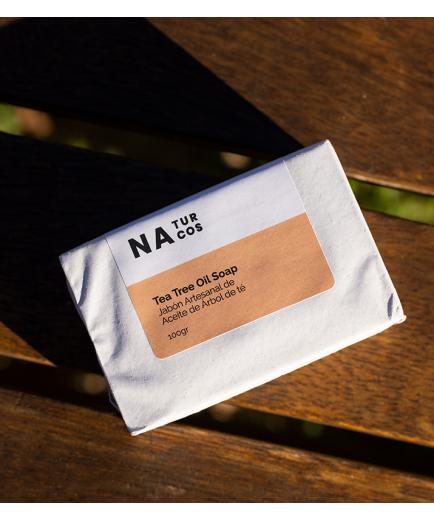 NA TUR
COS
Tea Tree Oil Soap
Jabón Artesanal de
Aceite de Árbol de té
100gr